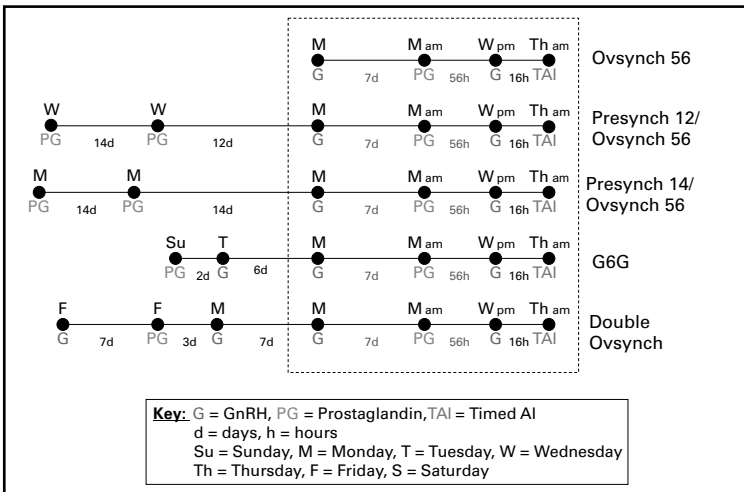 M M am W pm Th am
G 7d PG 56h G 16h TAI
Ovsynch 56
W W M M am W pm Th am
PG 14d PG 12d G 7d PG 56h G 16h TAI
Presynch 12/
Ovsynch 56
M M M M am W pm Th am
PG 14d PG 14d G 7d PG 56h G 16h TAI
Presynch 14/
Ovsynch 56
Su T M M am W pm Th am
PG 2d G 6d G 7d PG 56h G 16h TAI
G6G
F F M M M am W pm Th am
G 7d PG 3d G 7d G 7d PG 56h G 16h TAI
Double
Ovsynch
Key: G = GnRH, PG = Prostaglandin, TAI = Timed AI
d = days, h = hours
Su = Sunday, M = Monday, T = Tuesday, W = Wednesday
Th = Thursday, F = Friday, S = Saturday